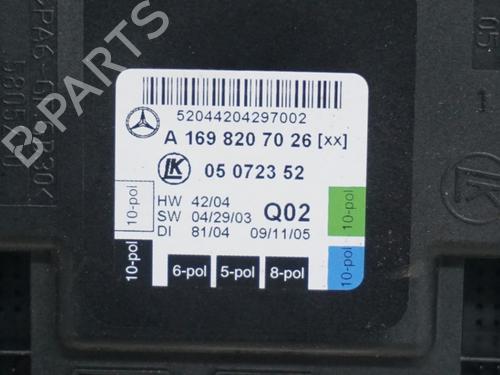 52044204297002
A 169 820 70 26 [xx]
LK 05 0723 52
HW 42/04
SW 04/29/03 Q02
DI 81/04 09/11/05
10-pol
10-pol
10-pol
10-pol
6-pol 5-pol 8-pol
05
B-PARTS